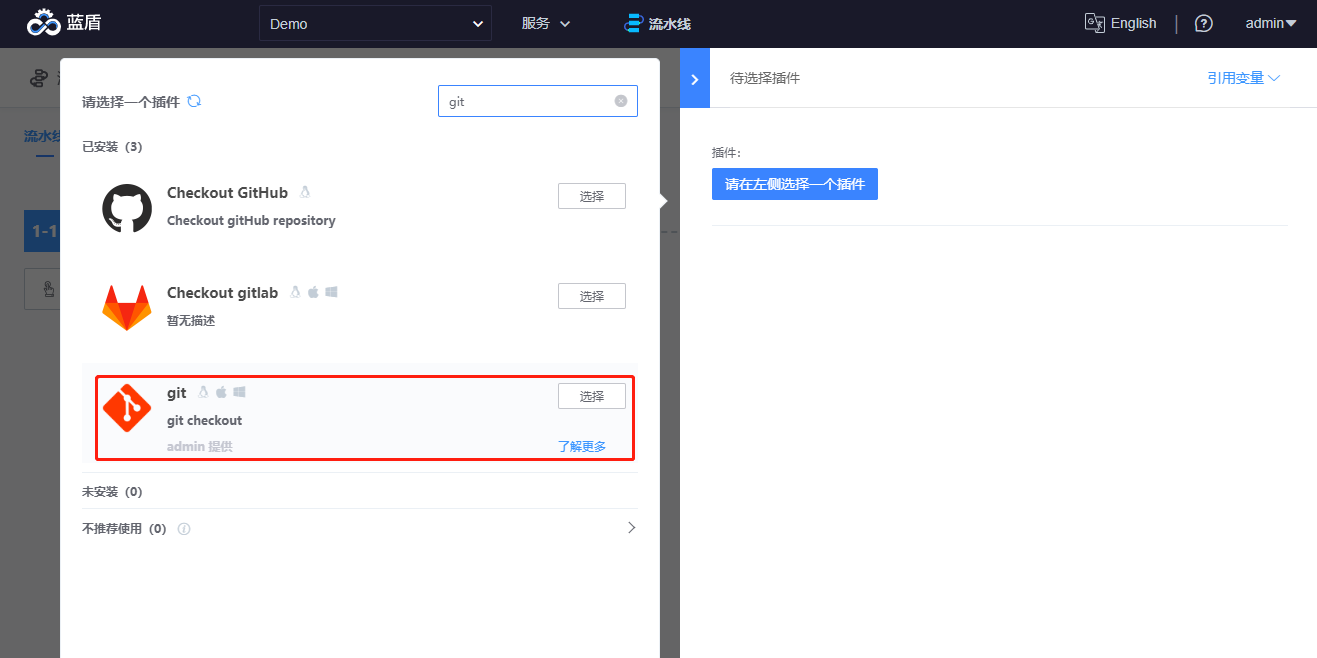 蓝盾
Demo
服务
流水线
English
admin
请选择一个插件
git
待选择插件
引用变量
流水线
已安装（3）
插件：
请在左侧选择一个插件
Checkout GitHub
选择
Checkout gitHub repository
1-1
Checkout gitlab
选择
暂无描述
git
选择
git checkout
admin 提供
了解更多
未安装（0）
不推荐使用（0）